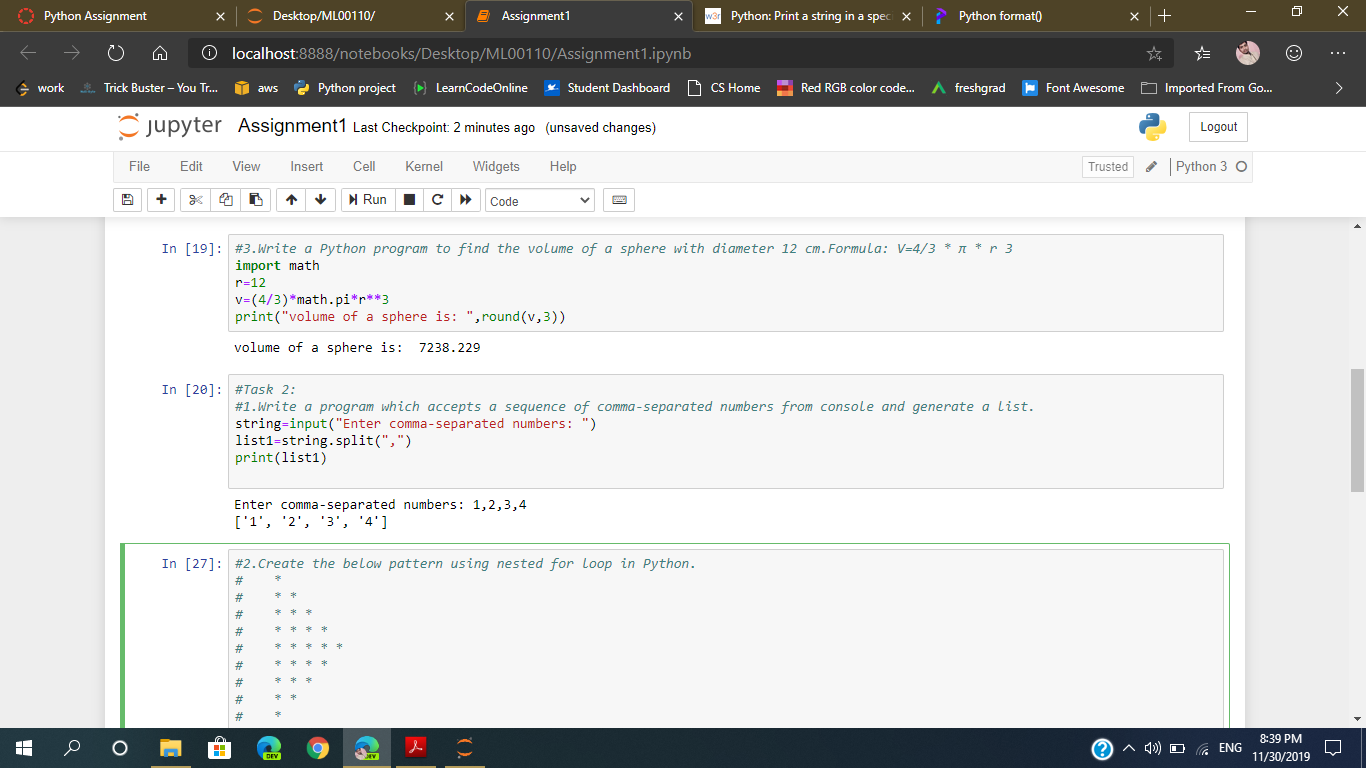 Python Assignment
Desktop/ML00110/
Assignment1
w3r
Python: Print a string in a spec
Python format()
localhost:8888/notebooks/Desktop/ML00110/Assignment1.ipynb
work
Trick Buster – You Tr...
aws
Python project
LearnCodeOnline
Student Dashboard
CS Home
Red RGB color code...
freshgrad
Font Awesome
Imported From Go...
jupyter Assignment1 Last Checkpoint: 2 minutes ago (unsaved changes)
Logout
File Edit View Insert Cell Kernel Widgets Help
Trusted
Python 3
Run
Code
In [19]: #3.Write a Python program to find the volume of a sphere with diameter 12 cm.Formula: V=4/3 * π * r 3
import math
r=12
v=(4/3)*math.pi*r**3
print("volume of a sphere is: ",round(v,3))
volume of a sphere is:  7238.229
In [20]: #Task 2:
#1.Write a program which accepts a sequence of comma-separated numbers from console and generate a list.
string=input("Enter comma-separated numbers: ")
list1=string.split(",")
print(list1)
Enter comma-separated numbers: 1,2,3,4
['1', '2', '3', '4']
In [27]: #2.Create the below pattern using nested for loop in Python.
#    *
#    * *
#    * * *
#    * * * *
#    * * * * *
#    * * * *
#    * * *
#    * *
#    *
DEV
DEV
ENG
8:39 PM
11/30/2019